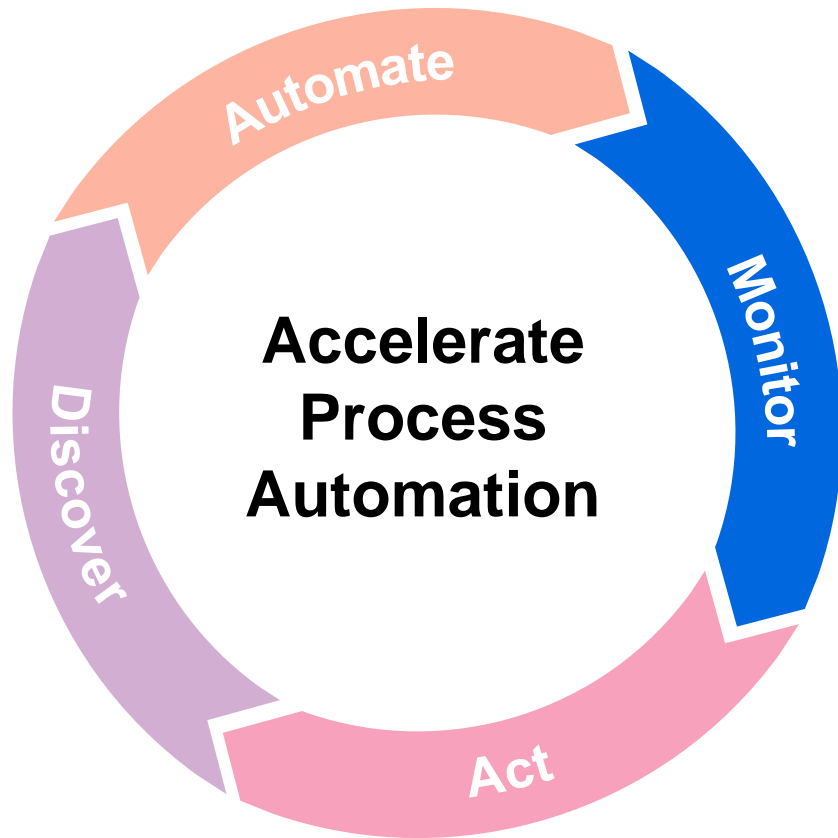 Automate
Monitor
Accelerate
Process
Automation
Discover
Act